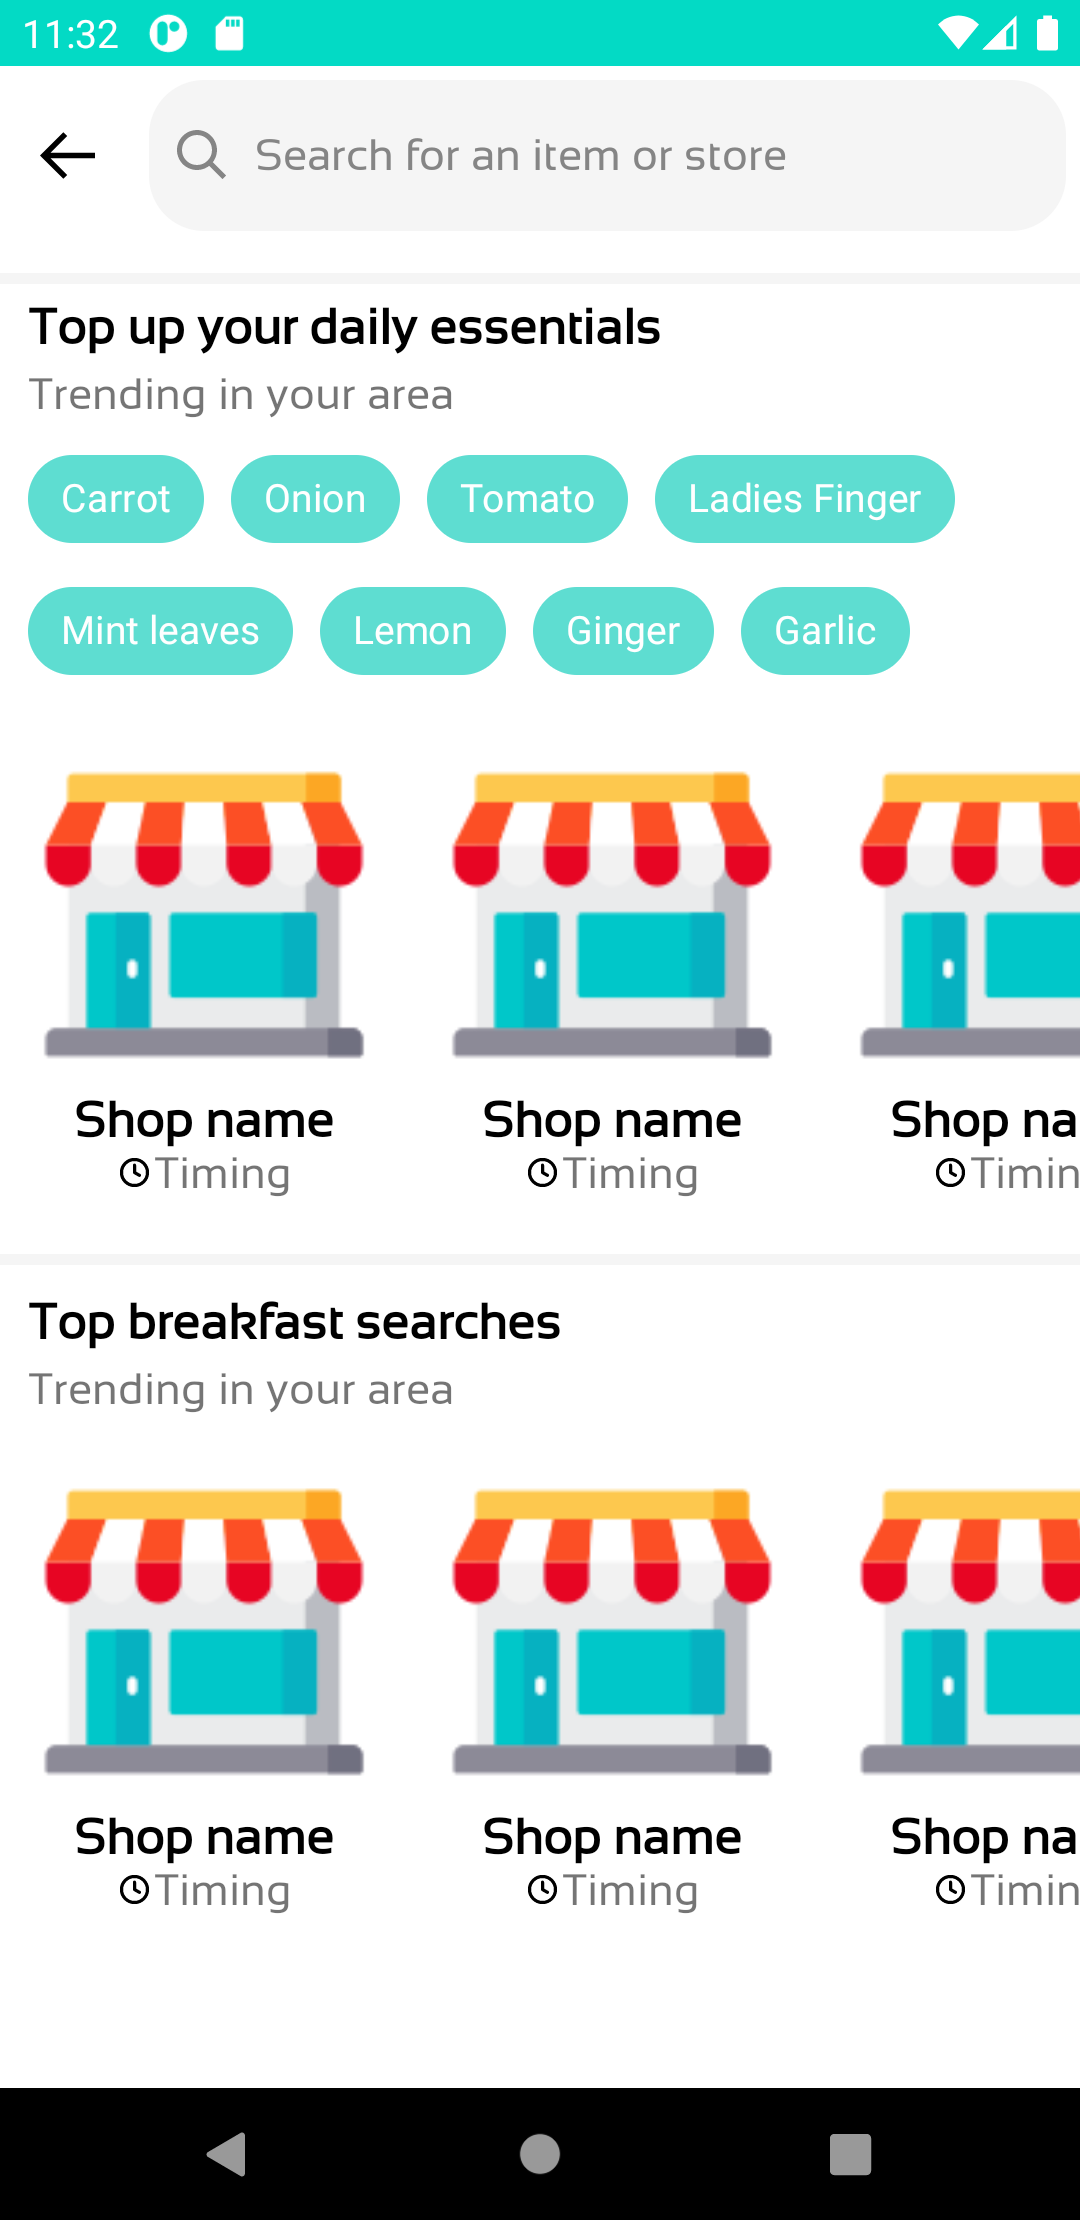 11:32
Search for an item or store
Top up your daily essentials
Trending in your area
Carrot Onion Tomato Ladies Finger
Mint leaves Lemon Ginger Garlic
Shop name Shop name Shop na
Timing Timing Timin
Top breakfast searches
Trending in your area
Shop name Shop name Shop na
Timing Timing Timin